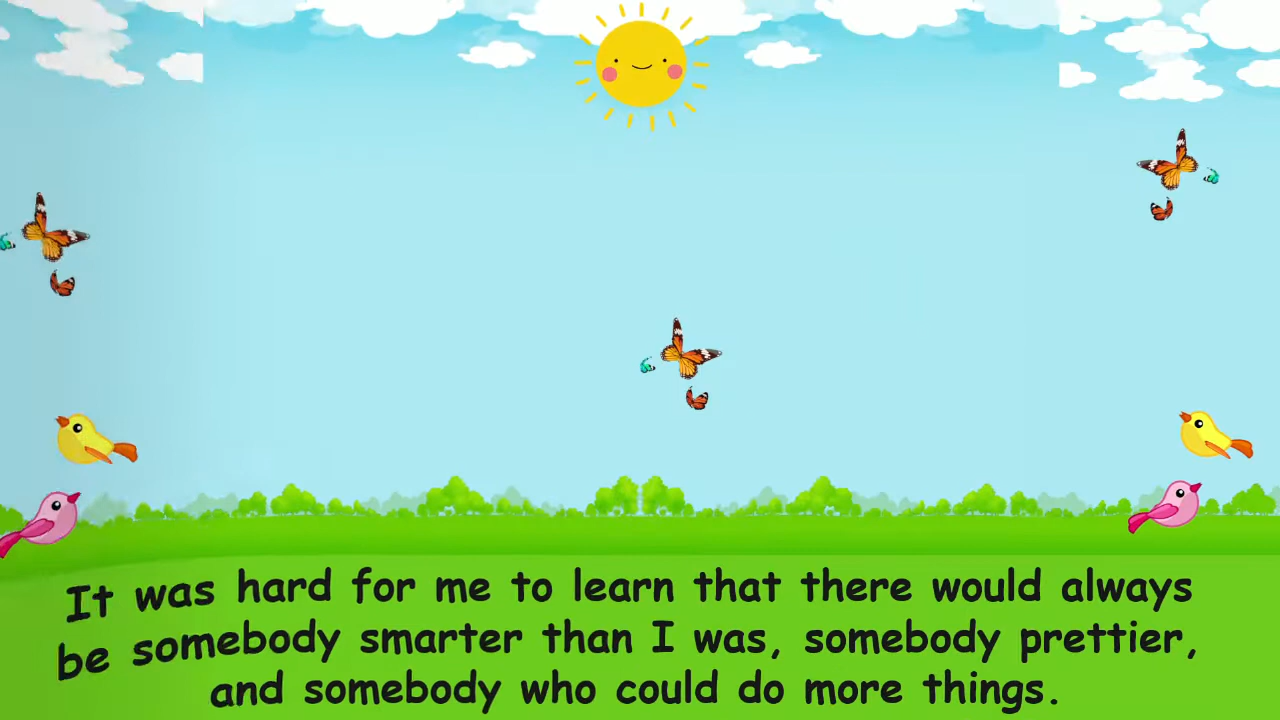 It was hard for me to learn that there would always
be somebody smarter than I was, somebody prettier,
and somebody who could do more things.